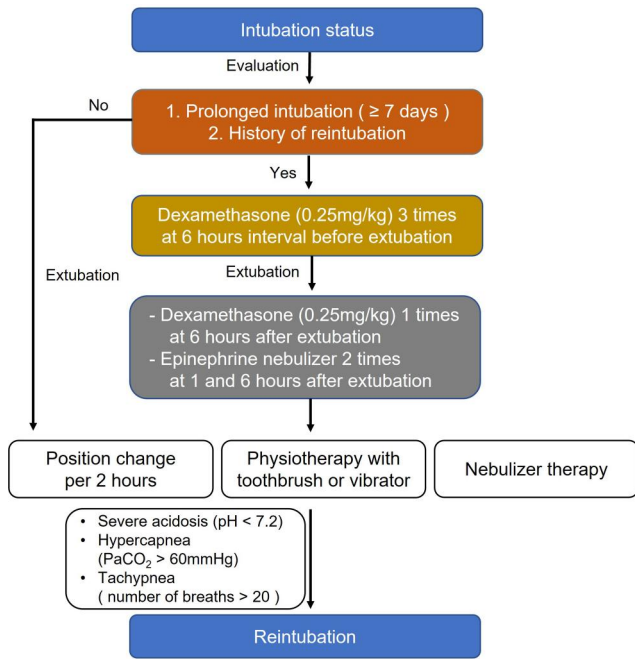 Intubation status
Evaluation
No
1. Prolonged intubation ( ≥ 7 days )
2. History of reintubation
Yes
Dexamethasone (0.25mg/kg) 3 times
at 6 hours interval before extubation
Extubation
Extubation
- Dexamethasone (0.25mg/kg) 1 times
at 6 hours after extubation
- Epinephrine nebulizer 2 times
at 1 and 6 hours after extubation
Position change
per 2 hours
Physiotherapy with
toothbrush or vibrator
Nebulizer therapy
• Severe acidosis (pH < 7.2)
• Hypercapnea
(PaCO₂ > 60mmHg)
• Tachypnea
( number of breaths > 20 )
Reintubation